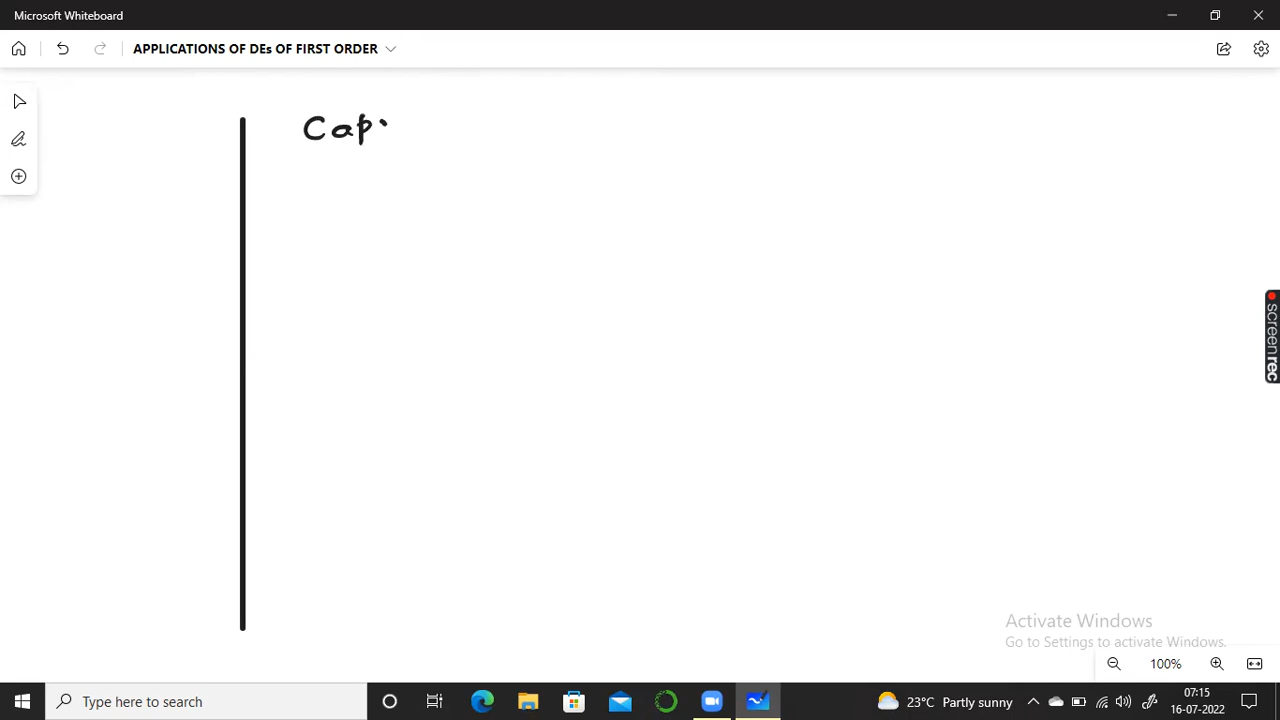 Microsoft Whiteboard
APPLICATIONS OF DEs OF FIRST ORDER
Cap
screenrec
Activate Windows
Go to Settings to activate Windows.
100%
Type here to search
23°C Partly sunny
07:15
16-07-2022